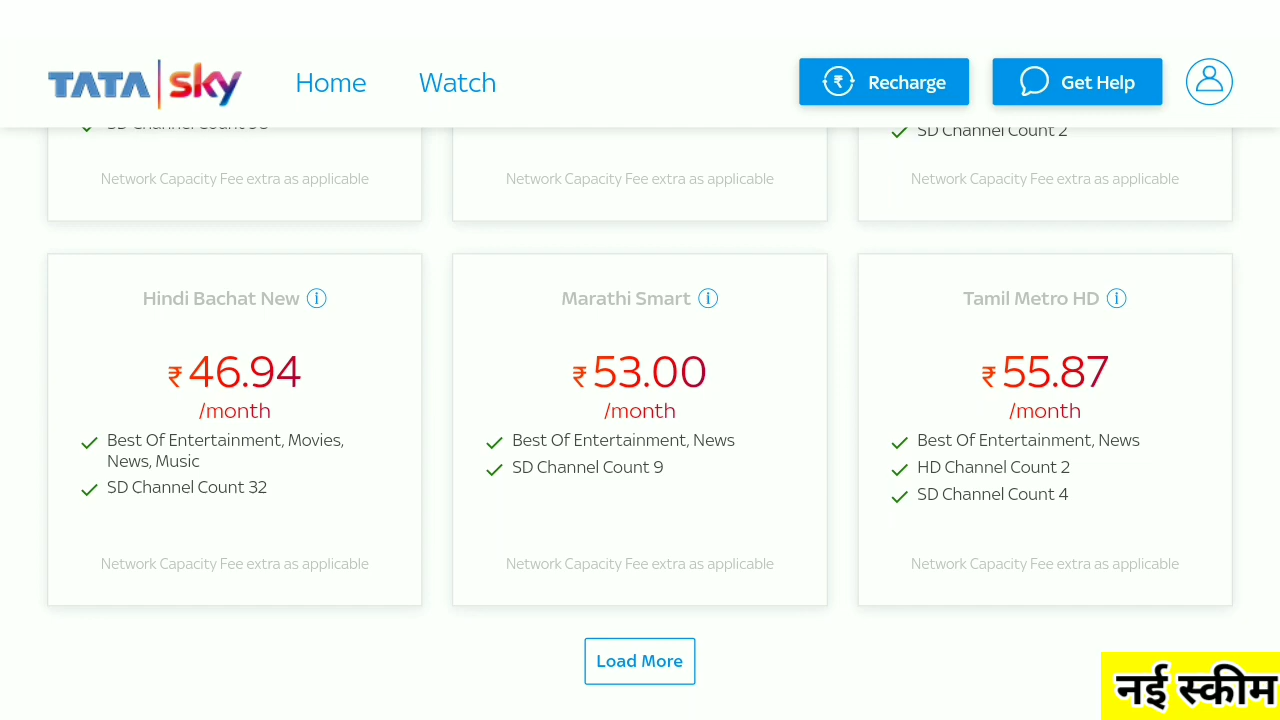 TATA sky
Home
Watch
Recharge
Get Help
SD Channel Count 2
Network Capacity Fee extra as applicable
Network Capacity Fee extra as applicable
Network Capacity Fee extra as applicable
Hindi Bachat New
₹ 46.94
/month
Best Of Entertainment, Movies,
News, Music
SD Channel Count 32
Network Capacity Fee extra as applicable
Marathi Smart
₹ 53.00
/month
Best Of Entertainment, News
SD Channel Count 9
Network Capacity Fee extra as applicable
Tamil Metro HD
₹ 55.87
/month
Best Of Entertainment, News
HD Channel Count 2
SD Channel Count 4
Network Capacity Fee extra as applicable
Load More
नई स्कीम